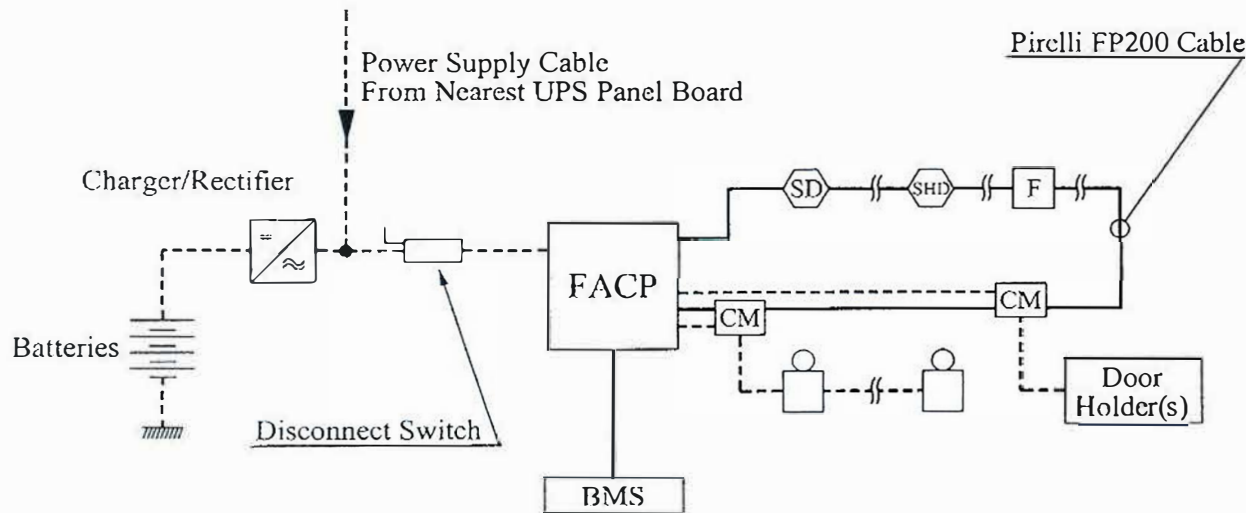 Pirelli FP200 Cable
Power Supply Cable
From Nearest UPS Panel Board
Charger/Rectifier
SD
SHD
F
FACP
CM
CM
Batteries
Door
Holder(s)
Disconnect Switch
BMS